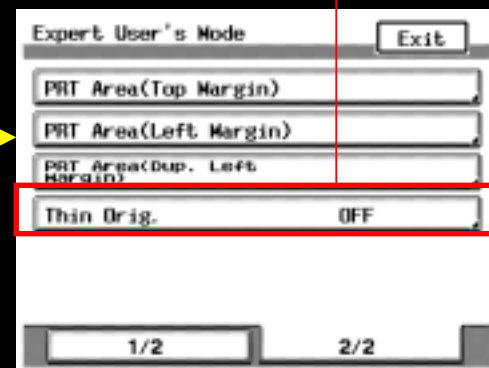 Expert User's Mode
Exit
PRT Area(Top Margin)
PRT Area(Left Margin)
PRT Area(Dup. Left
Margin)
Thin Orig. OFF
1/2 2/2